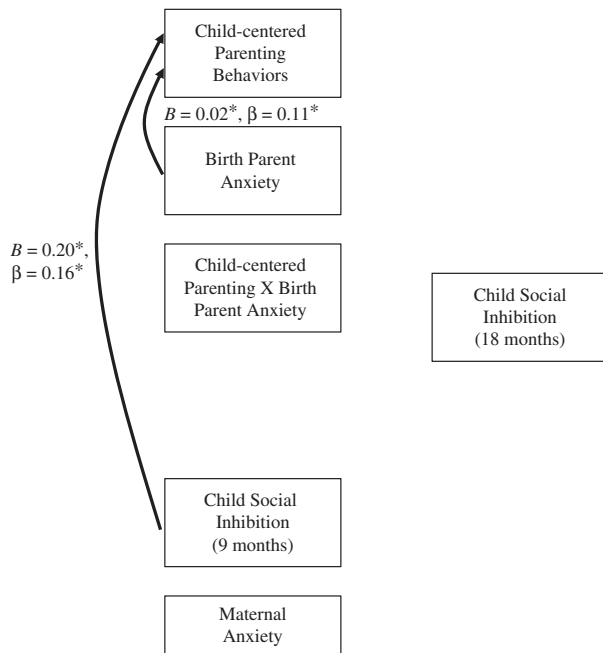 Child-centered
Parenting
Behaviors
B = 0.02*, β = 0.11*
Birth Parent
Anxiety
B = 0.20*,
β = 0.16*
Child-centered
Parenting X Birth
Parent Anxiety
Child Social
Inhibition
(18 months)
Child Social
Inhibition
(9 months)
Maternal
Anxiety